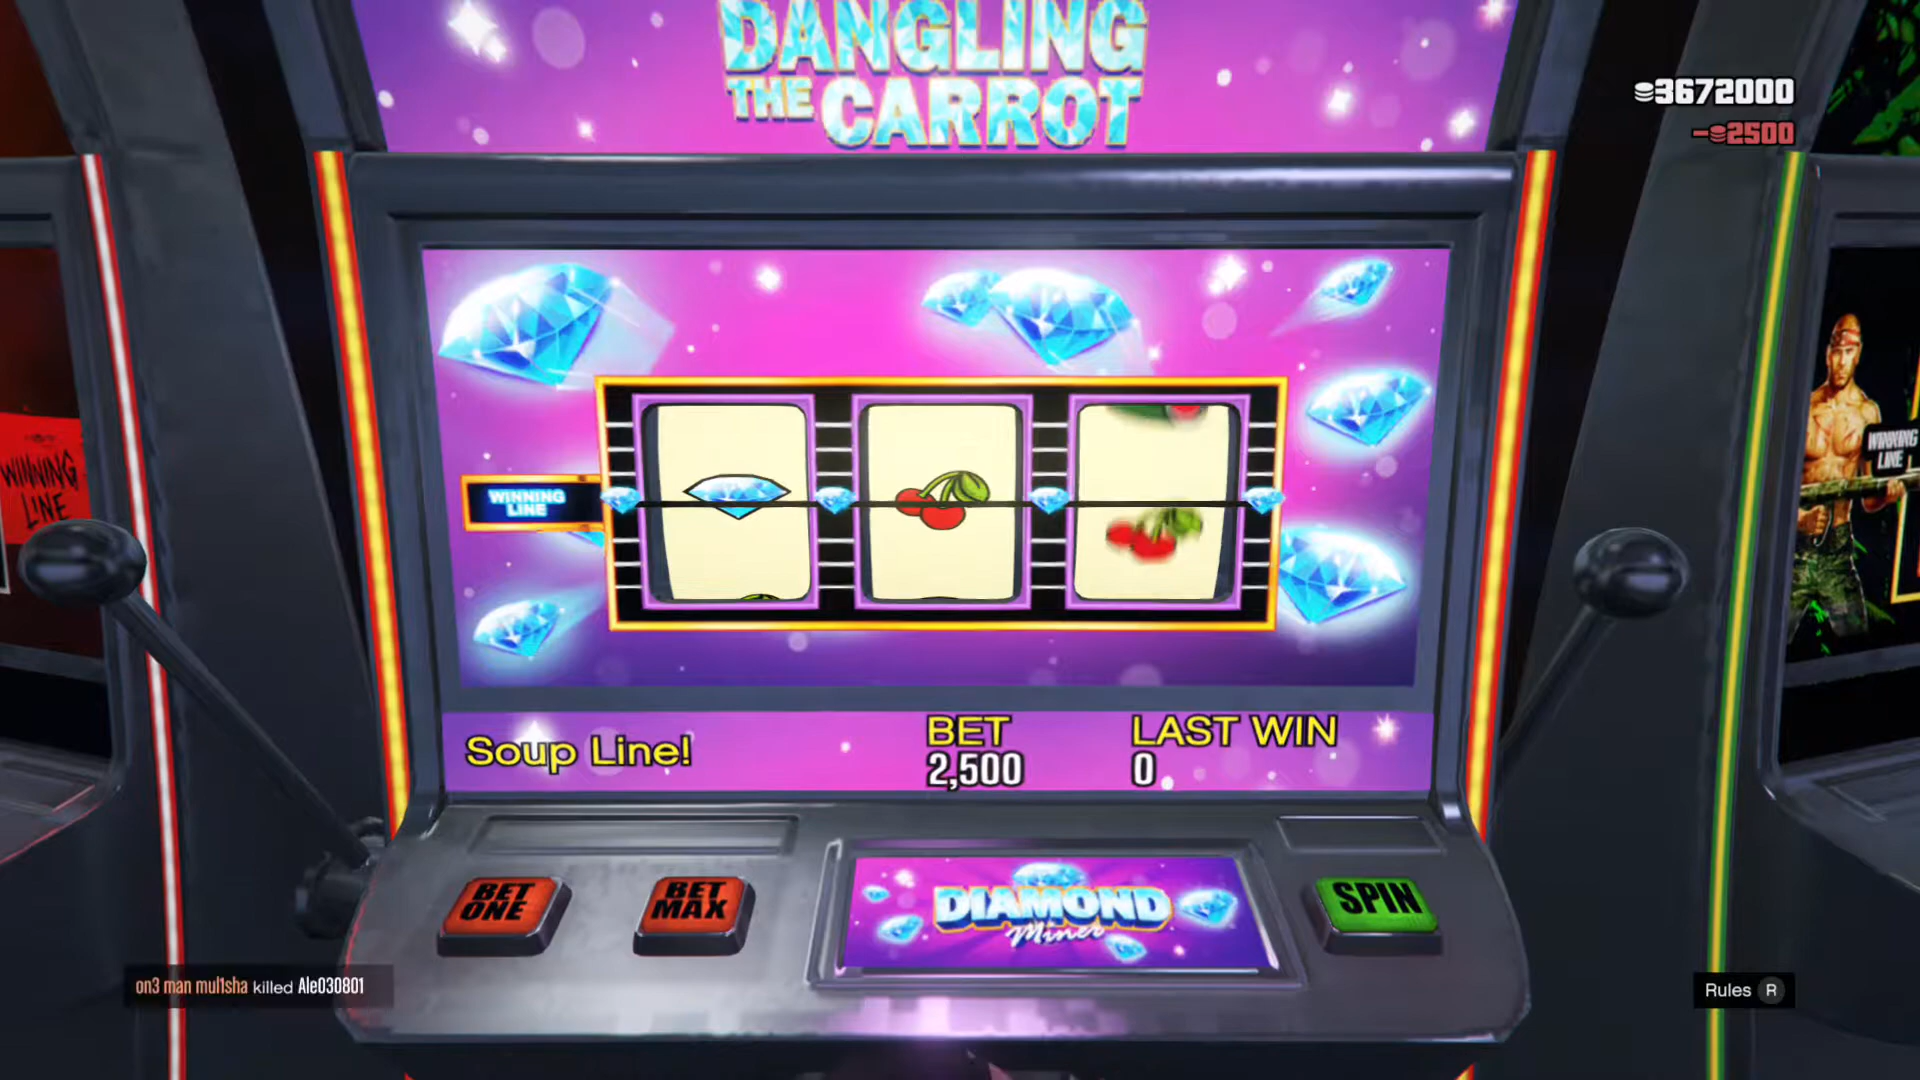 DANGLING
THE CARROT
3672000
-2500
WINNING
LINE
WINNING
LINE
WINNING
LINE
Soup Line!
BET
2,500
LAST WIN
0
BET
ONE
BET
MAX
DIAMOND
Miner
SPIN
on3 man mul1sha killed Ale030801
Rules R